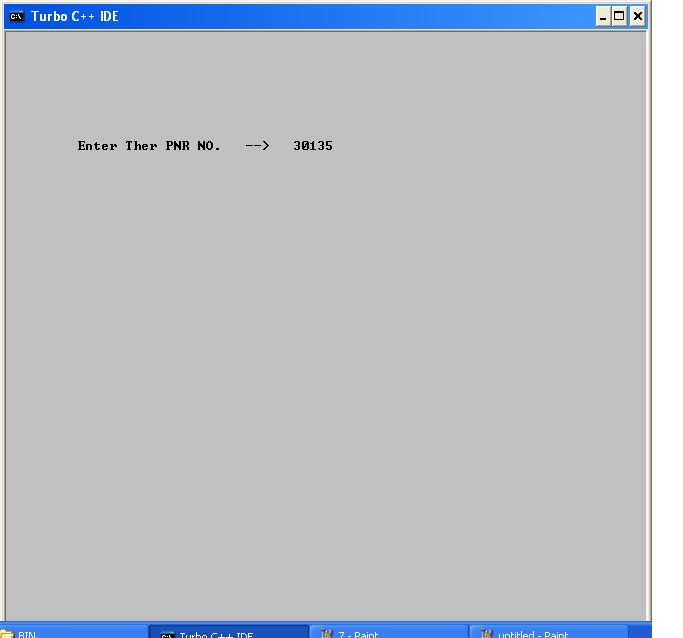 Turbo C++ IDE
Enter Ther PNR NO. --> 30135
BIN Turbo C++ IDE 7 - Paint untitled - Paint